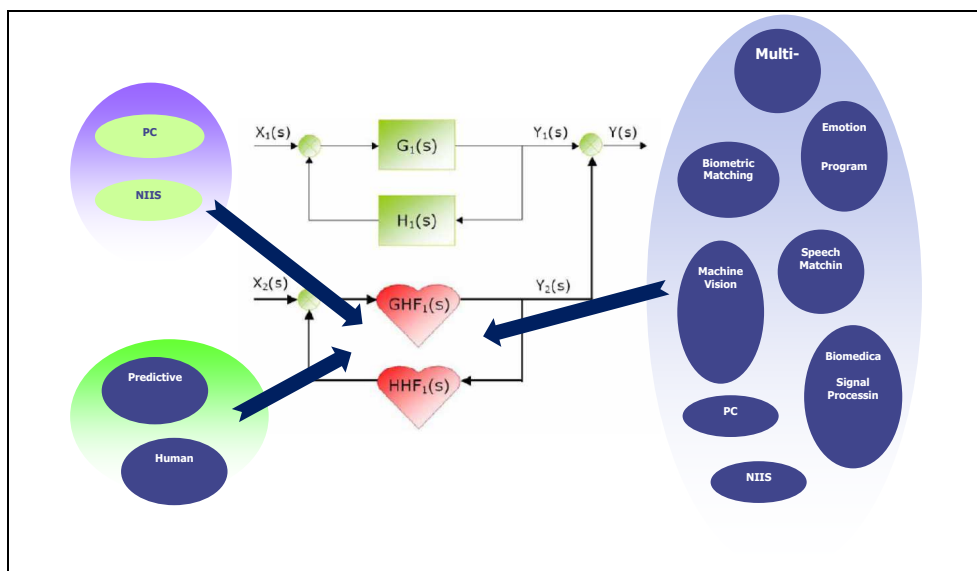 PC
NIIS
Predictive
Human
X₁(s)
G₁(s)
Y₁(s)
Y(s)
H₁(s)
X₂(s)
GHF₁(s)
Y₂(s)
HHF₁(s)
Multi-
Emotion
Program
Biometric
Matching
Speech
Matchin
Machine
Vision
Biomedica
Signal
Processin
PC
NIIS